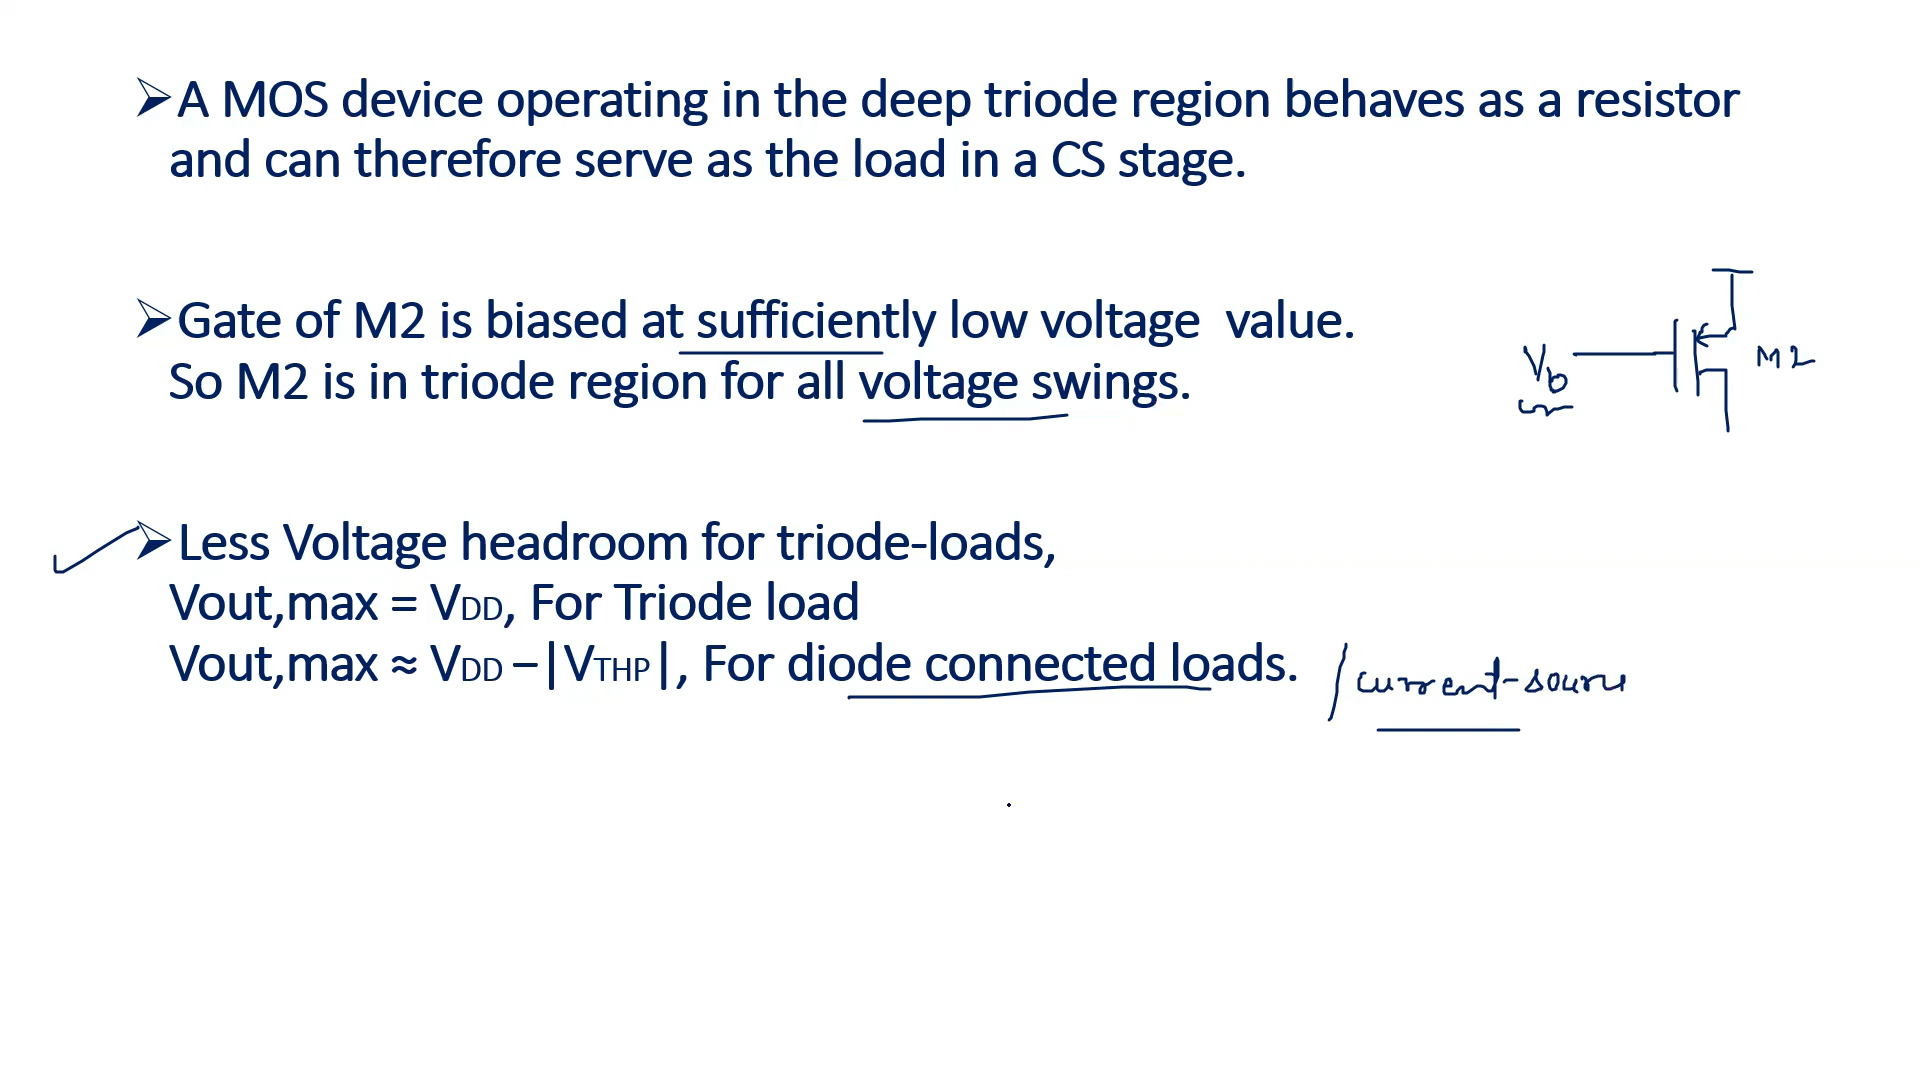 ➢A MOS device operating in the deep triode region behaves as a resistor
and can therefore serve as the load in a CS stage.
➢Gate of M2 is biased at sufficiently low voltage  value.
So M2 is in triode region for all voltage swings.
Vb
M2
➢Less Voltage headroom for triode-loads,
Vout,max = VDD, For Triode load
Vout,max ≈ VDD –|VTHP|, For diode connected loads. / current-source